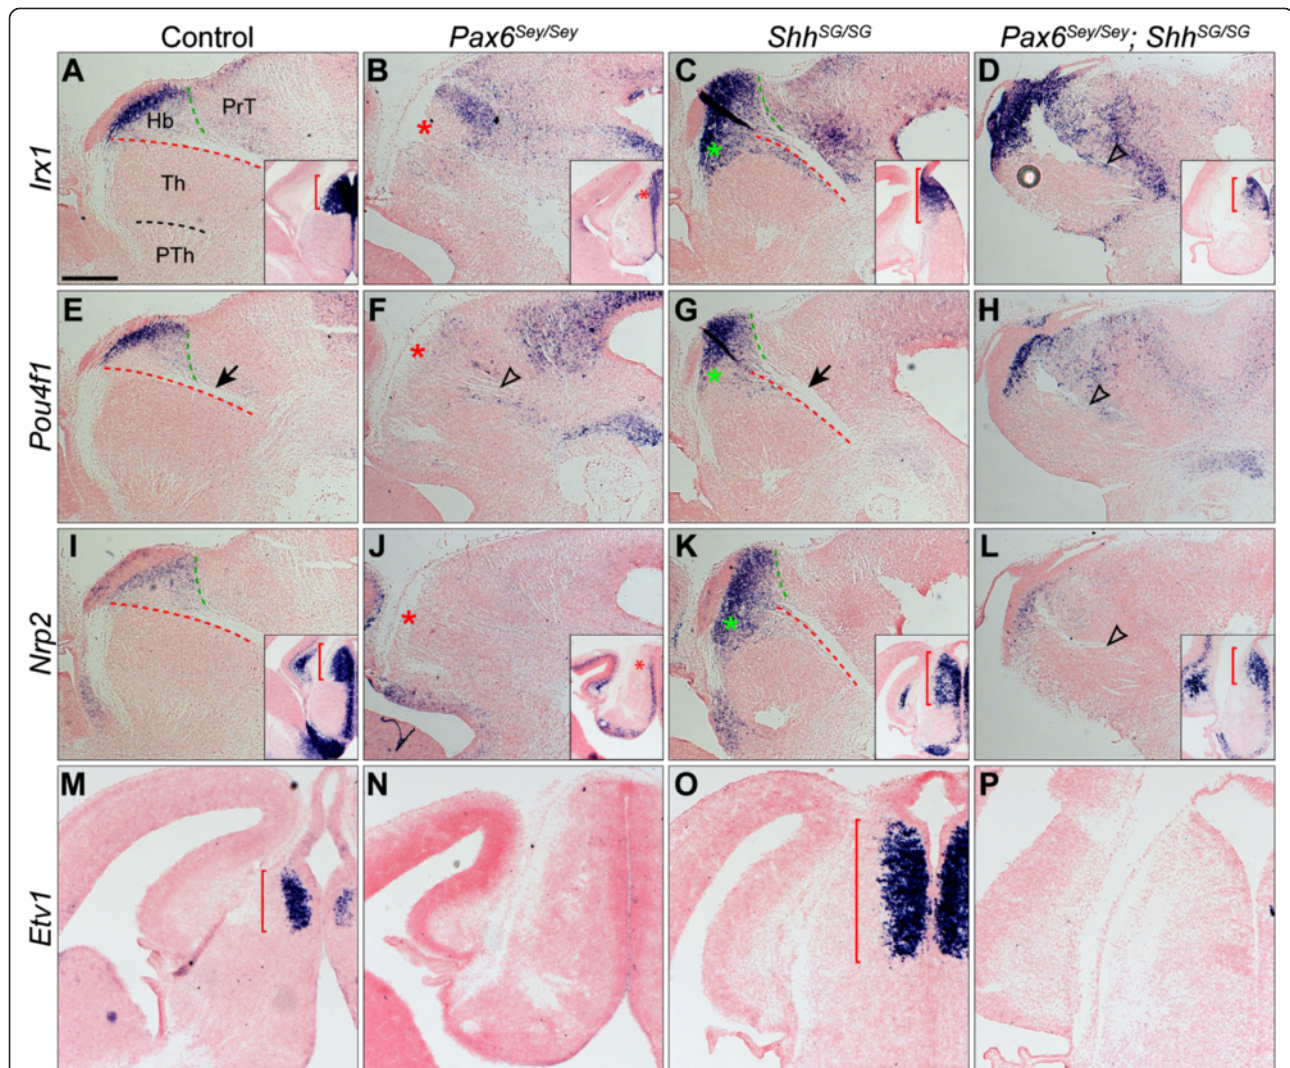 Control Pax6Sey/Sey ShhSG/SG Pax6Sey/Sey; ShhSG/SG
Irx1
A
Hb
PrT
Th
PTh
*
B
*
*
C
*
D
Pou4f1
E
F
*
G
*
H
Nrp2
I
J
*
*
K
*
L
Etv1
M
N
O
P